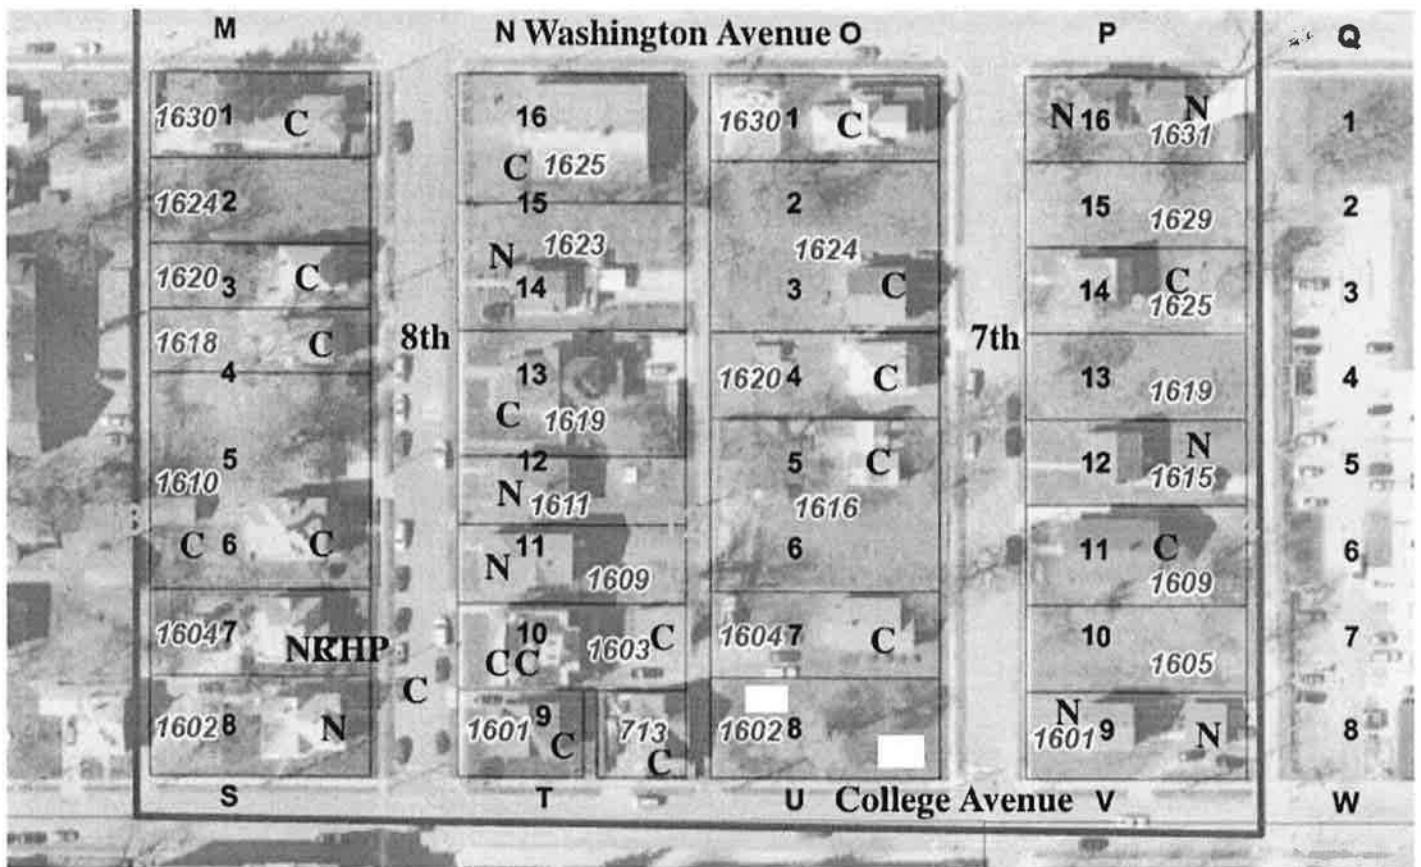 M N Washington Avenue O P Q
1630 1 C
1624 2
1620 3 C
1618 C
4
5
1610
C 6 C
1604 7 NRHP
C
1602 8 N
S
8th
16
C 1625
15
1623
N
14
13
C 1619
12
N 1611
11
N 1609
10
1603 C
C C
9
1601 C
713
C
T
1630 1 C
2
1624
3 C
1620 4 C
5 C
1616
6
1604 7 C
1602 8
U College Avenue V W
7th
N 16 N
1631
15 1629
14 C
1625
13 1619
12 N
1615
11 C
1609
10
1605
N
1601 9 N
1
2
3
4
5
6
7
8